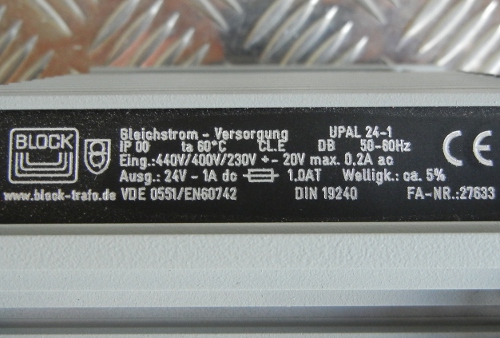 BLOCK
Gleichstrom - Versorgung UPAL 24-1
IP 00 ta 60°C CL.E DB 50-60Hz
Eing.:440V/400V/230V +- 20V max. 0,2A ac
Ausg.: 24V - 1A dc 1,0AT Welligk.: ca. 5%
www.block-trafo.de VDE 0551/EN60742 DIN 19240 FA-NR.:27633
CE